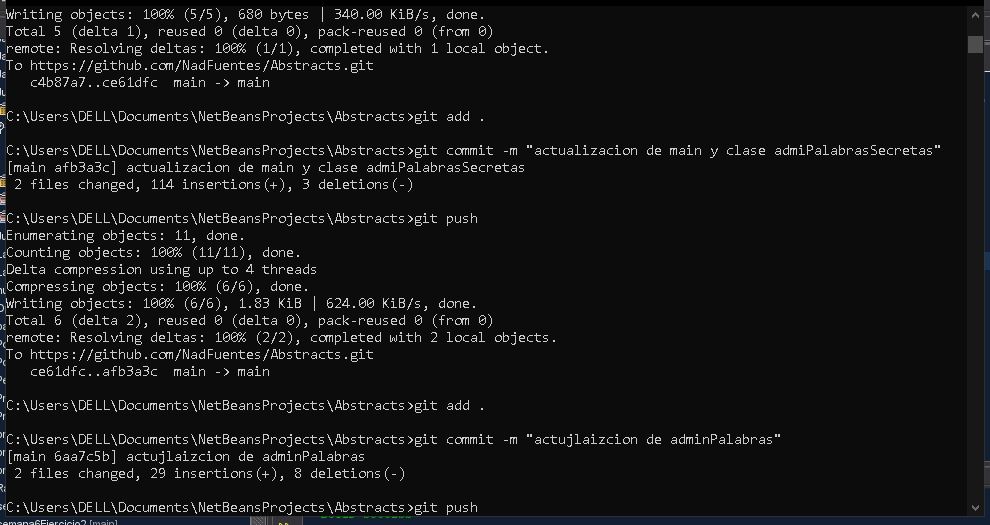 Writing objects: 100% (5/5), 680 bytes | 340.00 KiB/s, done.
Total 5 (delta 1), reused 0 (delta 0), pack-reused 0 (from 0)
remote: Resolving deltas: 100% (1/1), completed with 1 local object.
To https://github.com/NadFuentes/Abstracts.git
   c4b87a7..ce61dfc  main -> main
C:\Users\DELL\Documents\NetBeansProjects\Abstracts>git add .
C:\Users\DELL\Documents\NetBeansProjects\Abstracts>git commit -m "actualizacion de main y clase admiPalabrasSecretas"
[main afb3a3c] actualizacion de main y clase admiPalabrasSecretas
 2 files changed, 114 insertions(+), 3 deletions(-)
C:\Users\DELL\Documents\NetBeansProjects\Abstracts>git push
Enumerating objects: 11, done.
Counting objects: 100% (11/11), done.
Delta compression using up to 4 threads
Compressing objects: 100% (6/6), done.
Writing objects: 100% (6/6), 1.83 KiB | 624.00 KiB/s, done.
Total 6 (delta 2), reused 0 (delta 0), pack-reused 0 (from 0)
remote: Resolving deltas: 100% (2/2), completed with 2 local objects.
To https://github.com/NadFuentes/Abstracts.git
   ce61dfc..afb3a3c  main -> main
C:\Users\DELL\Documents\NetBeansProjects\Abstracts>git add .
C:\Users\DELL\Documents\NetBeansProjects\Abstracts>git commit -m "actujlaizcion de adminPalabras"
[main 6aa7c5b] actujlaizcion de adminPalabras
 2 files changed, 29 insertions(+), 8 deletions(-)
C:\Users\DELL\Documents\NetBeansProjects\Abstracts>git push